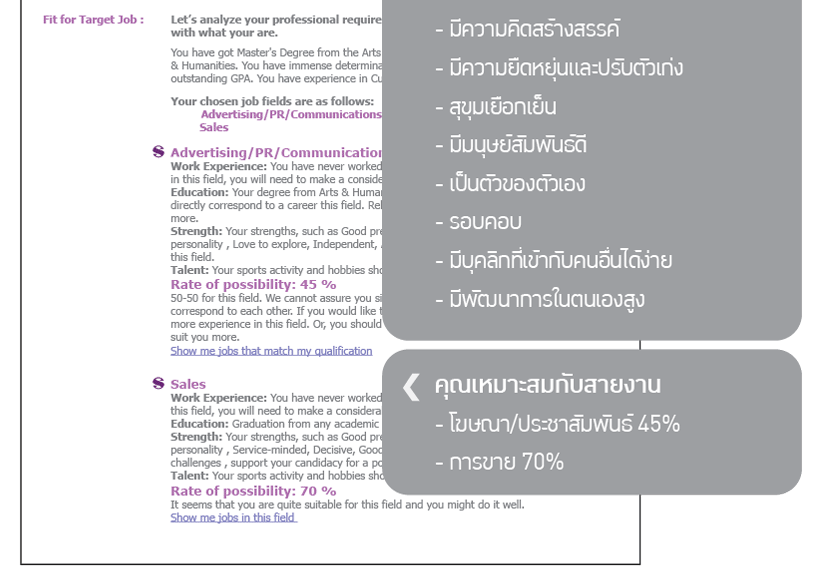 Fit for Target Job :
Let's analyze your professional require
with what your are.
You have got Master's Degree from the Arts
& Humanities. You have immense determina
outstanding GPA. You have experience in Cu
Your chosen job fields are as follows:
Advertising/PR/Communications
Sales
Advertising/PR/Communication
Work Experience: You have never worked
in this field, you will need to make a conside
Education: Your degree from Arts & Human
directly correspond to a career this field. Rel
more.
Strength: Your strengths, such as Good pre
personality , Love to explore, Independent,
this field.
Talent: Your sports activity and hobbies sho
Rate of possibility: 45 %
50-50 for this field. We cannot assure you si
correspond to each other. If you would like t
more experience in this field. Or, you should
suit you more.
Show me jobs that match my qualification
Sales
Work Experience: You have never worked
this field, you will need to make a considera
Education: Graduation from any academic
Strength: Your strengths, such as Good pre
personality , Service-minded, Decisive, Good
challenges , support your candidacy for a po
Talent: Your sports activity and hobbies sho
Rate of possibility: 70 %
It seems that you are quite suitable for this field and you might do it well.
Show me jobs in this field
- มีความคิดสร้างสรรค์
- มีความยืดหยุ่นและปรับตัวเก่ง
- สุขุมเยือกเย็น
- มีมนุษย์สัมพันธ์ดี
- เป็นตัวของตัวเอง
- รอบคอบ
- มีบุคลิกที่เข้ากับคนอื่นได้ง่าย
- มีพัฒนาการในตนเองสูง
คุณเหมาะสมกับสายงาน
- โฆษณา/ประชาสัมพันธ์ 45%
- การขาย 70%